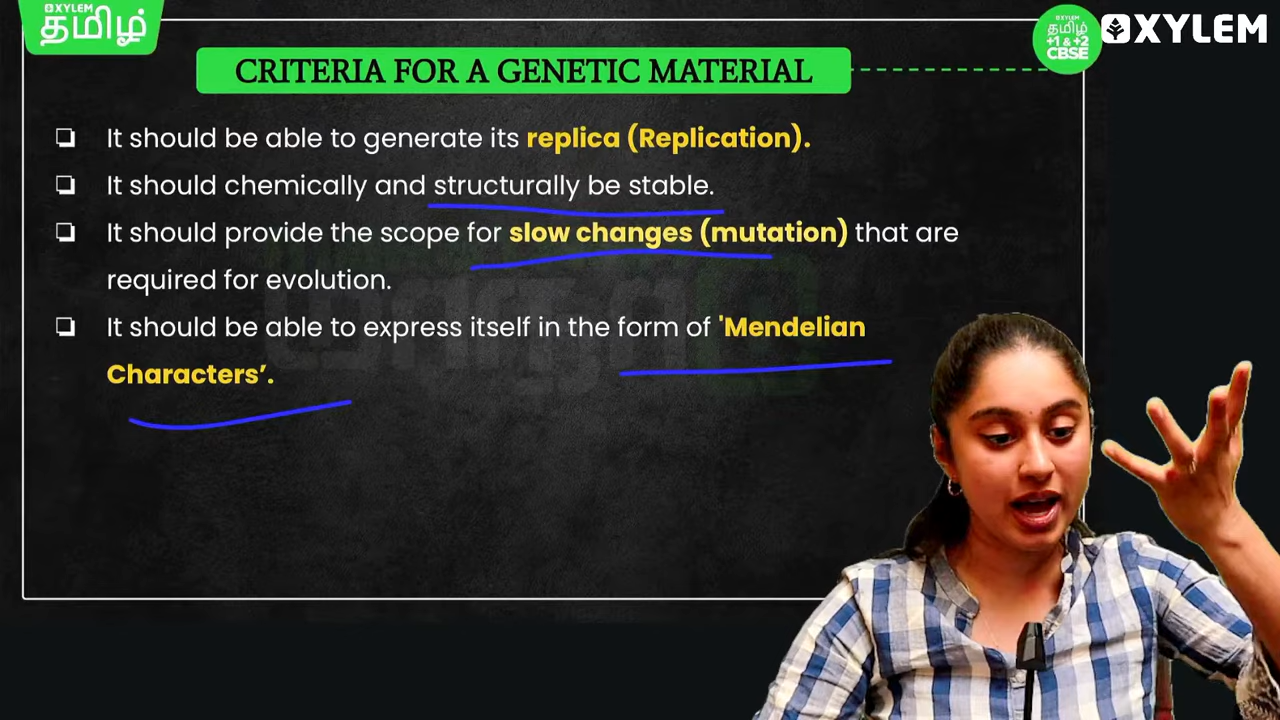 XYLEM
தமிழ்
XYLEM
தமிழ்
+1 & +2
CBSE
XYLEM
CRITERIA FOR A GENETIC MATERIAL
It should be able to generate its replica (Replication).
It should chemically and structurally be stable.
It should provide the scope for slow changes (mutation) that are
required for evolution.
It should be able to express itself in the form of 'Mendelian
Characters’.